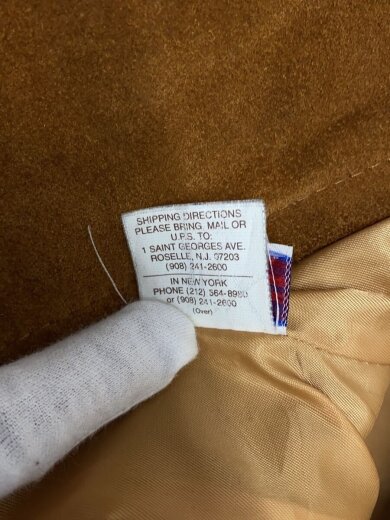 SHIPPING DIRECTIONS
PLEASE BRING, MAIL OR
U.P.S. TO:
1 SAINT GEORGES AVE.
ROSELLE, N.J. 07203
(908) 241-2600
IN NEW YORK
PHONE (212) 564-8980
or (908) 241-2600
(Over)